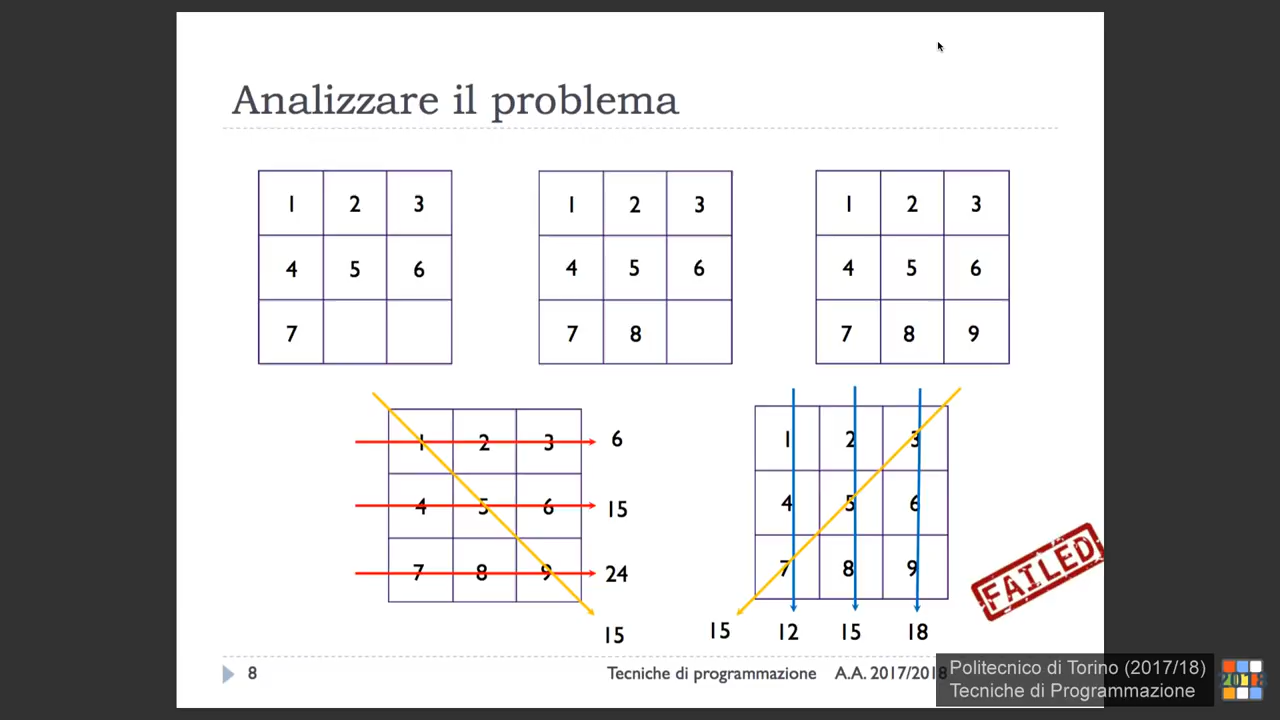 Analizzare il problema
1 2 3 1 2 3 1 2 3
4 5 6 4 5 6 4 5 6
7 7 8 7 8 9
1 2 3 6
4 5 6 15
7 8 9 24
15
1 2 3
4 5 6
7 8 9
15 12 15 18
FAILED
8 Tecniche di programmazione A.A. 2017/2018
Politecnico di Torino (2017/18)
Tecniche di Programmazione
2018